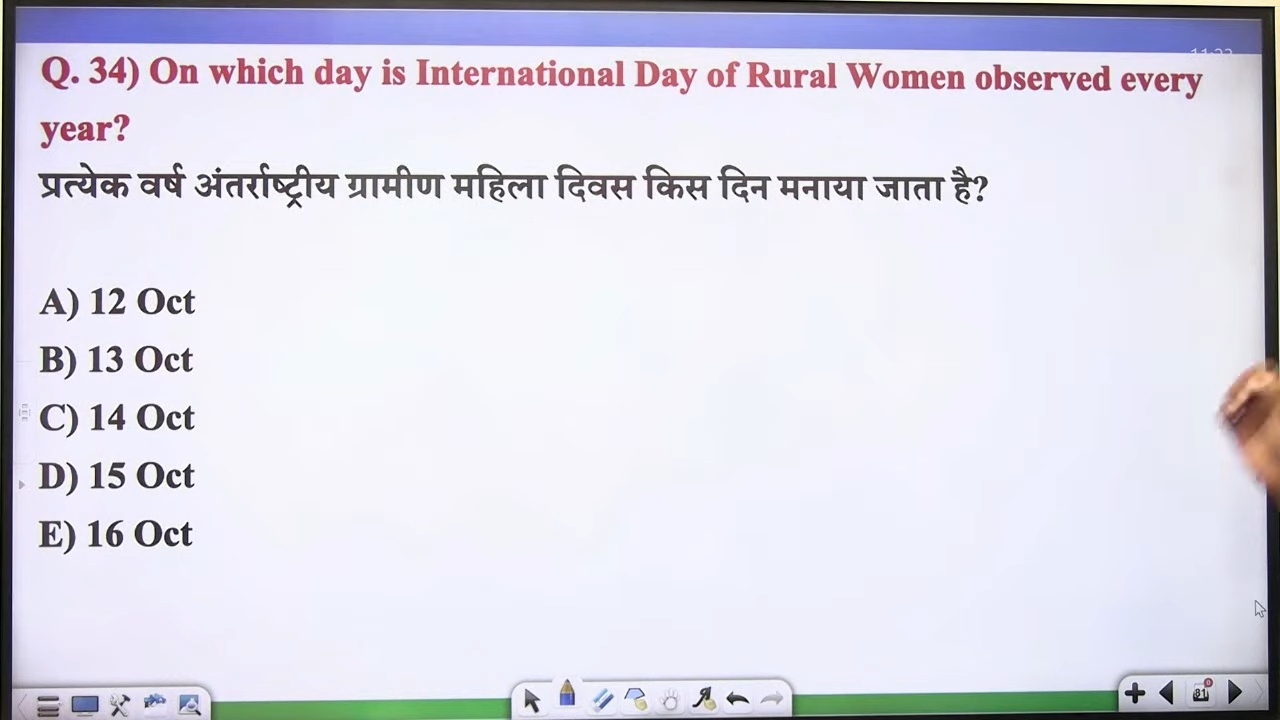 Q. 34) On which day is International Day of Rural Women observed every
year?
प्रत्येक वर्ष अंतर्राष्ट्रीय ग्रामीण महिला दिवस किस दिन मनाया जाता है?
A) 12 Oct
B) 13 Oct
C) 14 Oct
D) 15 Oct
E) 16 Oct
81